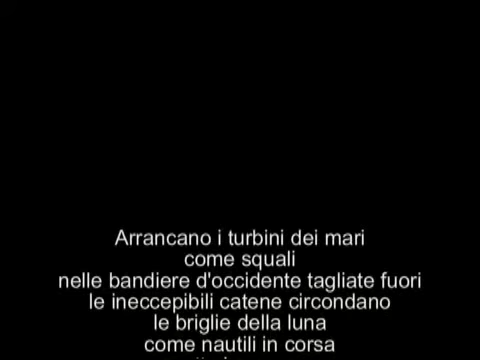 Arrancano i turbini dei mari
come squali
nelle bandiere d'occidente tagliate fuori
le ineccepibili catene circondano
le briglie della luna
come nautili in corsa